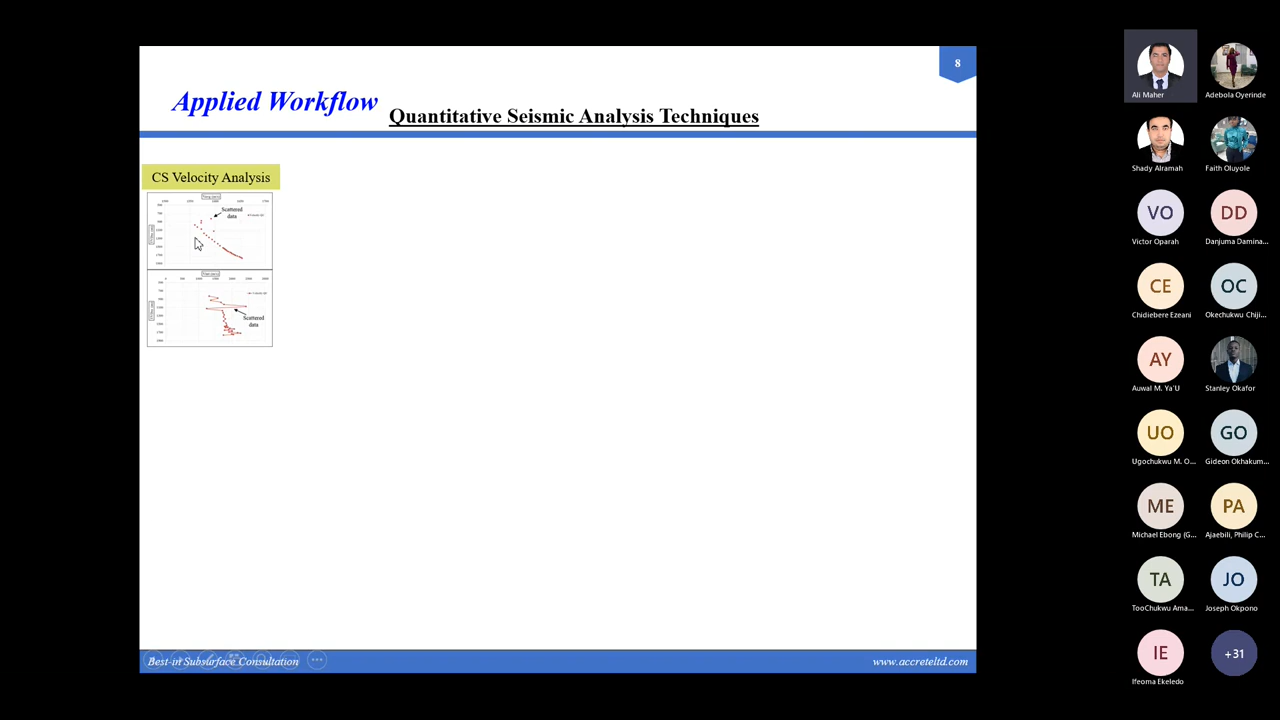 8
Applied Workflow
Quantitative Seismic Analysis Techniques
CS Velocity Analysis
Scattered
data
Scattered
data
Best-in Subsurface Consultation
www.accreteltd.com
Ali Maher
Adebola Oyerinde
Shady Alramah
Faith Oluyole
VO
DD
Victor Oparah
Danjuma Damina...
CE
OC
Chidiebere Ezeani
Okechukwu Chiji...
AY
Auwal M. Ya'U
Stanley Okafor
UO
GO
Ugochukwu M. O...
Gideon Okhakum...
ME
PA
Michael Ebong (G...
Ajaebili, Philip C...
TA
JO
TooChukwu Ama...
Joseph Okpono
IE
+31
Ifeoma Ekeledo